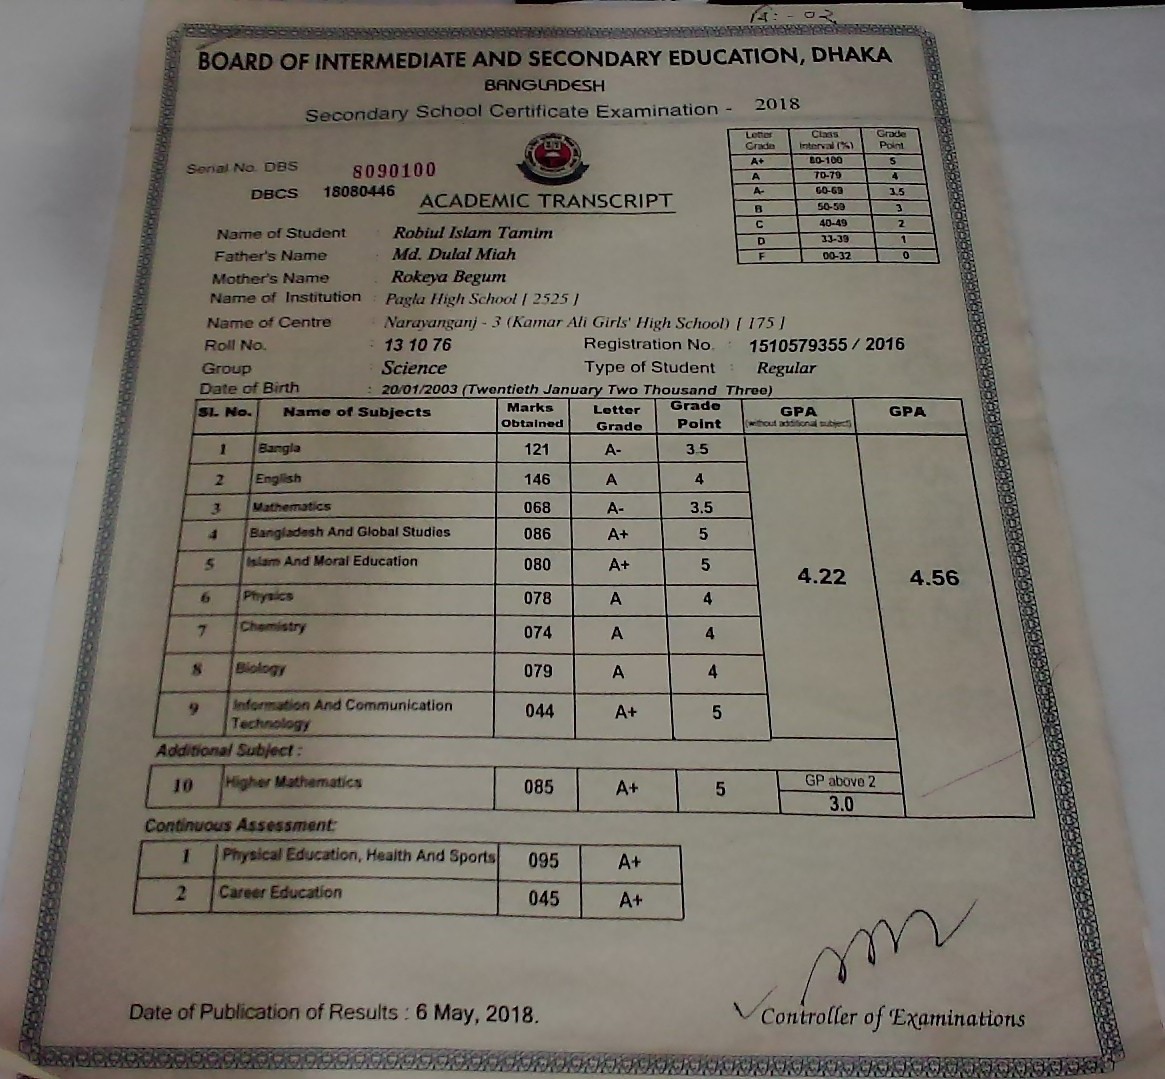 BOARD OF INTERMEDIATE AND SECONDARY EDUCATION, DHAKA
BANGLADESH
Secondary School Certificate Examination - 2018
Letter Grade Class Interval (%) Grade Point
A+ 80-100 5
A 70-79 4
A- 60-69 3.5
B 50-59 3
C 40-49 2
D 33-39 1
F 00-32 0
Serial No. DBS 8090100
DBCS 18080446
ACADEMIC TRANSCRIPT
Name of Student : Robiul Islam Tamim
Father's Name : Md. Dulal Miah
Mother's Name : Rokeya Begum
Name of Institution : Pagla High School [ 2525 ]
Name of Centre : Narayanganj - 3 (Kamar Ali Girls' High School) [ 175 ]
Roll No. : 13 10 76 Registration No. : 1510579355 / 2016
Group : Science Type of Student : Regular
Date of Birth : 20/01/2003 (Twentieth January Two Thousand Three)
Sl. No. Name of Subjects Marks Obtained Letter Grade Grade Point GPA (without additional subject) GPA
1 Bangla 121 A- 3.5
2 English 146 A 4
3 Mathematics 068 A- 3.5
4 Bangladesh And Global Studies 086 A+ 5
5 Islam And Moral Education 080 A+ 5
4.22 4.56
6 Physics 078 A 4
7 Chemistry 074 A 4
8 Biology 079 A 4
9 Information And Communication Technology 044 A+ 5
Additional Subject :
10 Higher Mathematics 085 A+ 5 GP above 2
3.0
Continuous Assessment:
1 Physical Education, Health And Sports 095 A+
2 Career Education 045 A+
Date of Publication of Results : 6 May, 2018.
Controller of Examinations